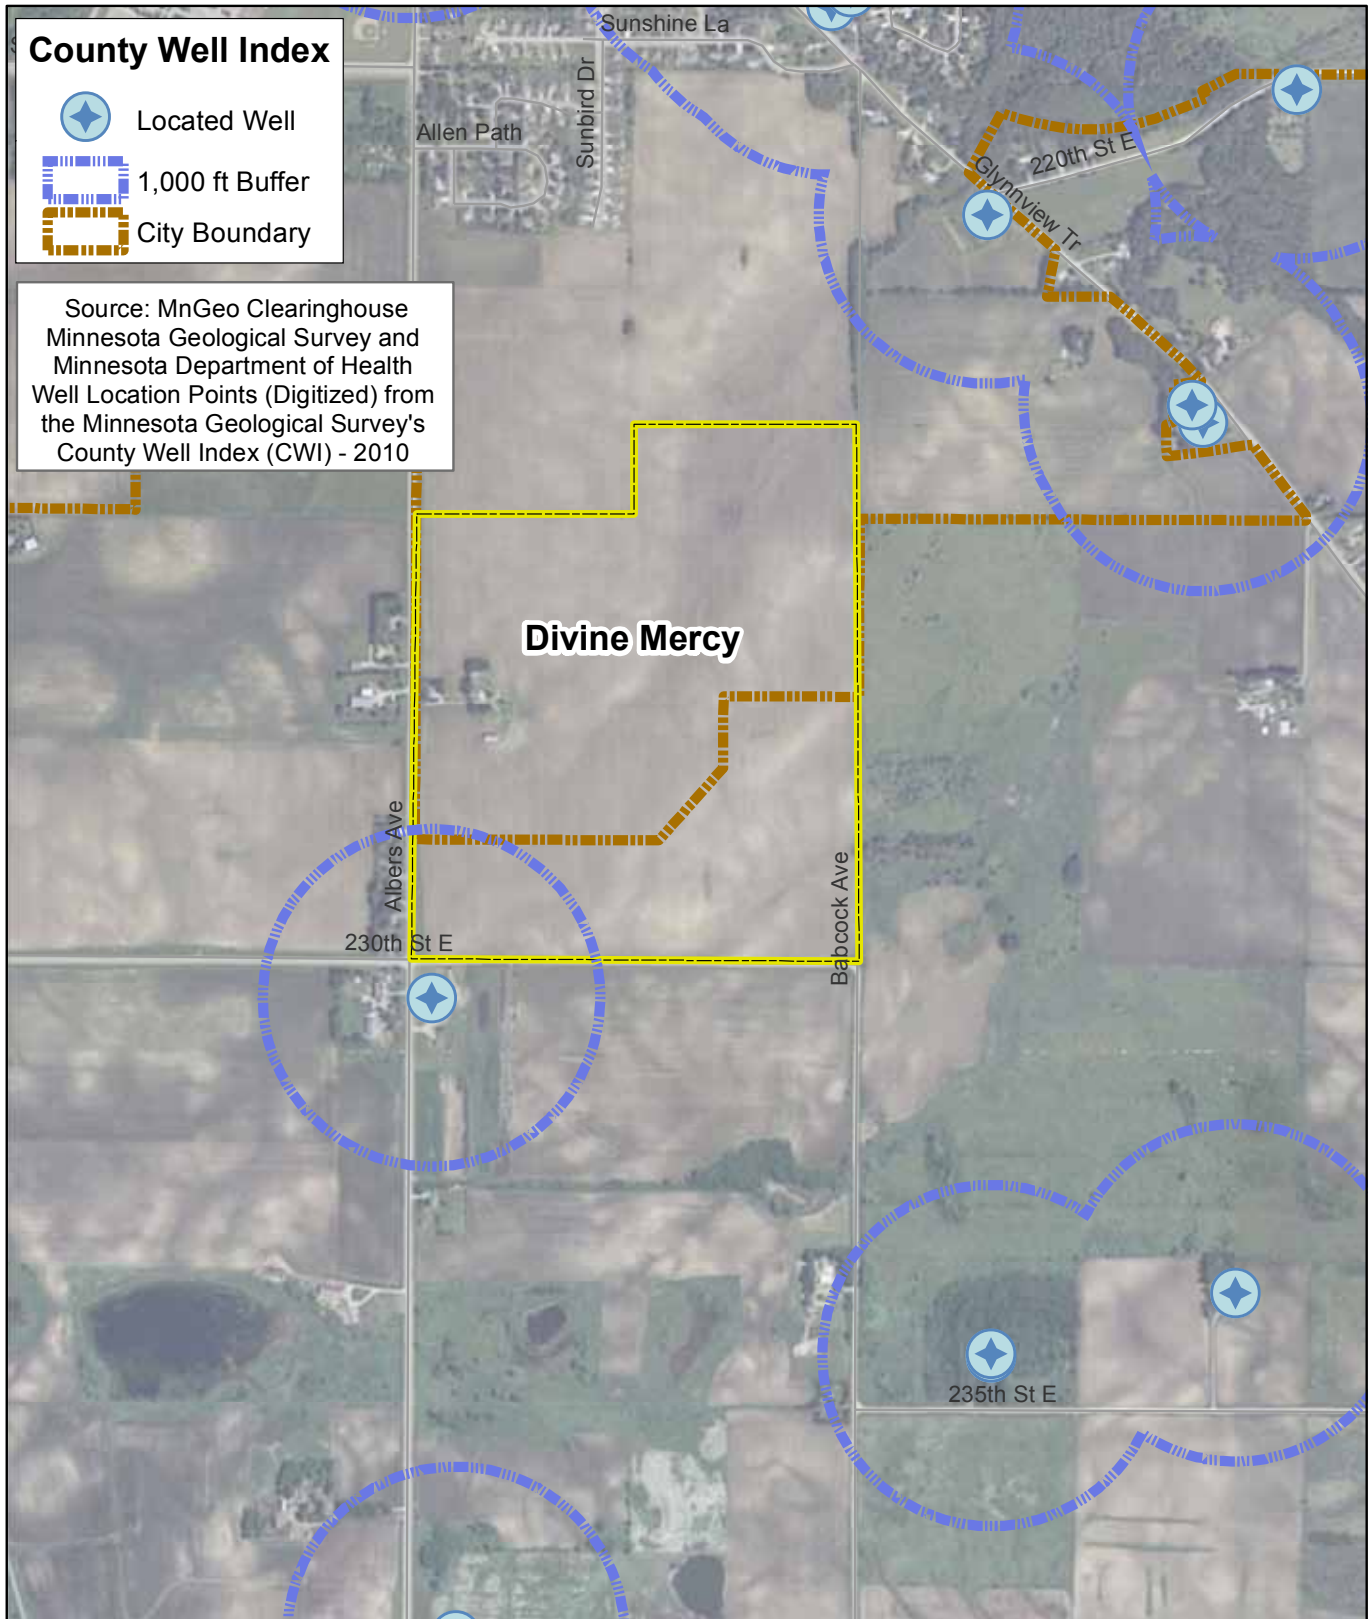 County Well Index
Located Well
1,000 ft Buffer
City Boundary
Source: MnGeo Clearinghouse
Minnesota Geological Survey and
Minnesota Department of Health
Well Location Points (Digitized) from
the Minnesota Geological Survey's
County Well Index (CWI) - 2010
Sunshine La
Sunbird Dr
Allen Path
220th St E
Glynnview Tr
Divine Mercy
Albers Ave
Babcock Ave
230th St E
235th St E